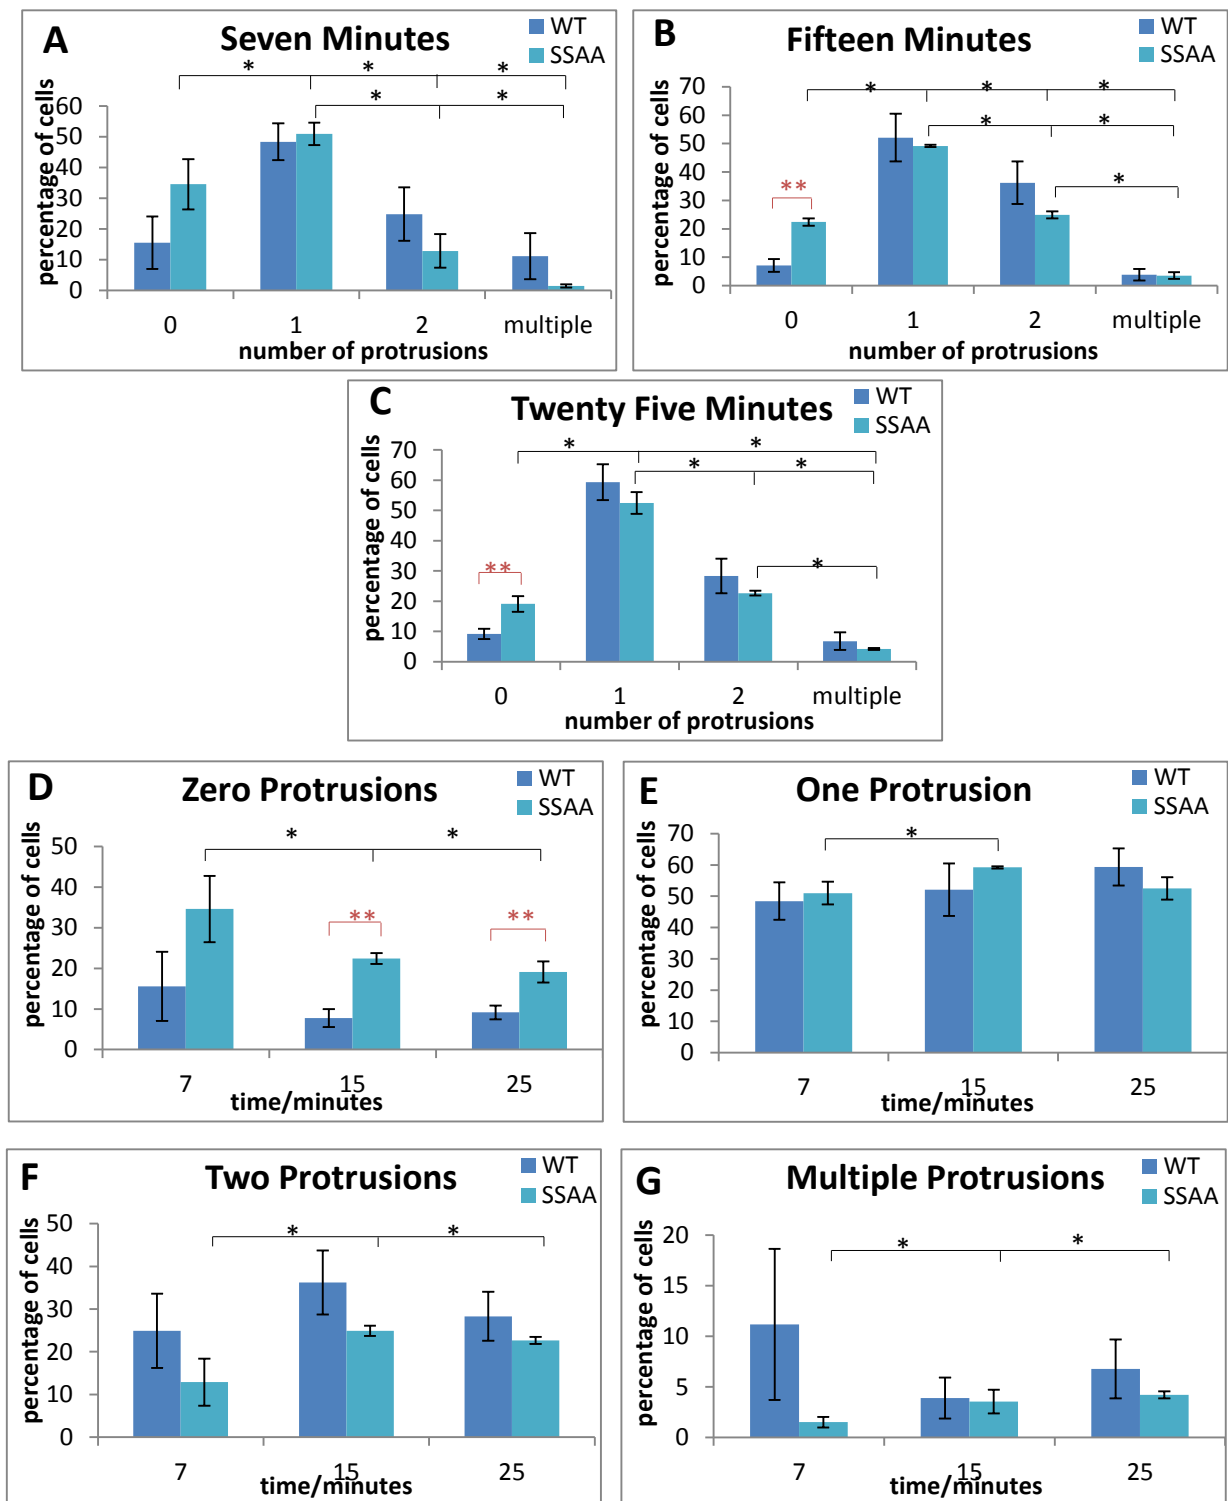 A
Seven Minutes
WT
SSAA
* * *
* *
percentage of cells
60
50
40
30
20
10
0
0 1 2 multiple
number of protrusions
B
Fifteen Minutes
WT
SSAA
* * * *
* *
*
**
percentage of cells
70
60
50
40
30
20
10
0
0 1 2 multiple
number of protrusions
C
Twenty Five Minutes
WT
SSAA
* *
* *
*
**
percentage of cells
70
60
50
40
30
20
10
0
0 1 2 multiple
number of protrusions
D
Zero Protrusions
WT
SSAA
* *
** **
percentage of cells
50
40
30
20
10
0
7 15 25
time/minutes
E
One Protrusion
WT
SSAA
*
percentage of cells
70
60
50
40
30
20
10
0
7 15 25
time/minutes
F
Two Protrusions
WT
SSAA
* *
percentage of cells
50
40
30
20
10
0
7 15 25
time/minutes
G
Multiple Protrusions
WT
SSAA
* *
percentage of cells
20
15
10
5
0
7 15 25
time/minutes